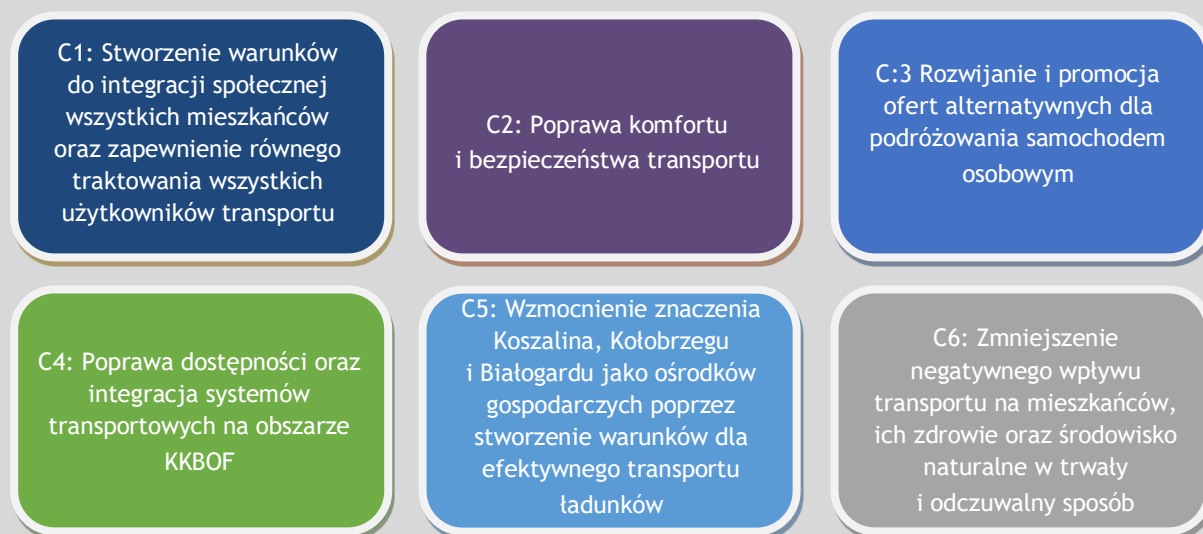 C1: Stworzenie warunków
do integracji społecznej
wszystkich mieszkańców
oraz zapewnienie równego
traktowania wszystkich
użytkowników transportu
C2: Poprawa komfortu
i bezpieczeństwa transportu
C:3 Rozwijanie i promocja
ofert alternatywnych dla
podróżowania samochodem
osobowym
C4: Poprawa dostępności oraz
integracja systemów
transportowych na obszarze
KKBOF
C5: Wzmocnienie znaczenia
Koszalina, Kołobrzegu
i Białogardu jako ośrodków
gospodarczych poprzez
stworzenie warunków dla
efektywnego transportu
ładunków
C6: Zmniejszenie
negatywnego wpływu
transportu na mieszkańców,
ich zdrowie oraz środowisko
naturalne w trwały
i odczuwalny sposób